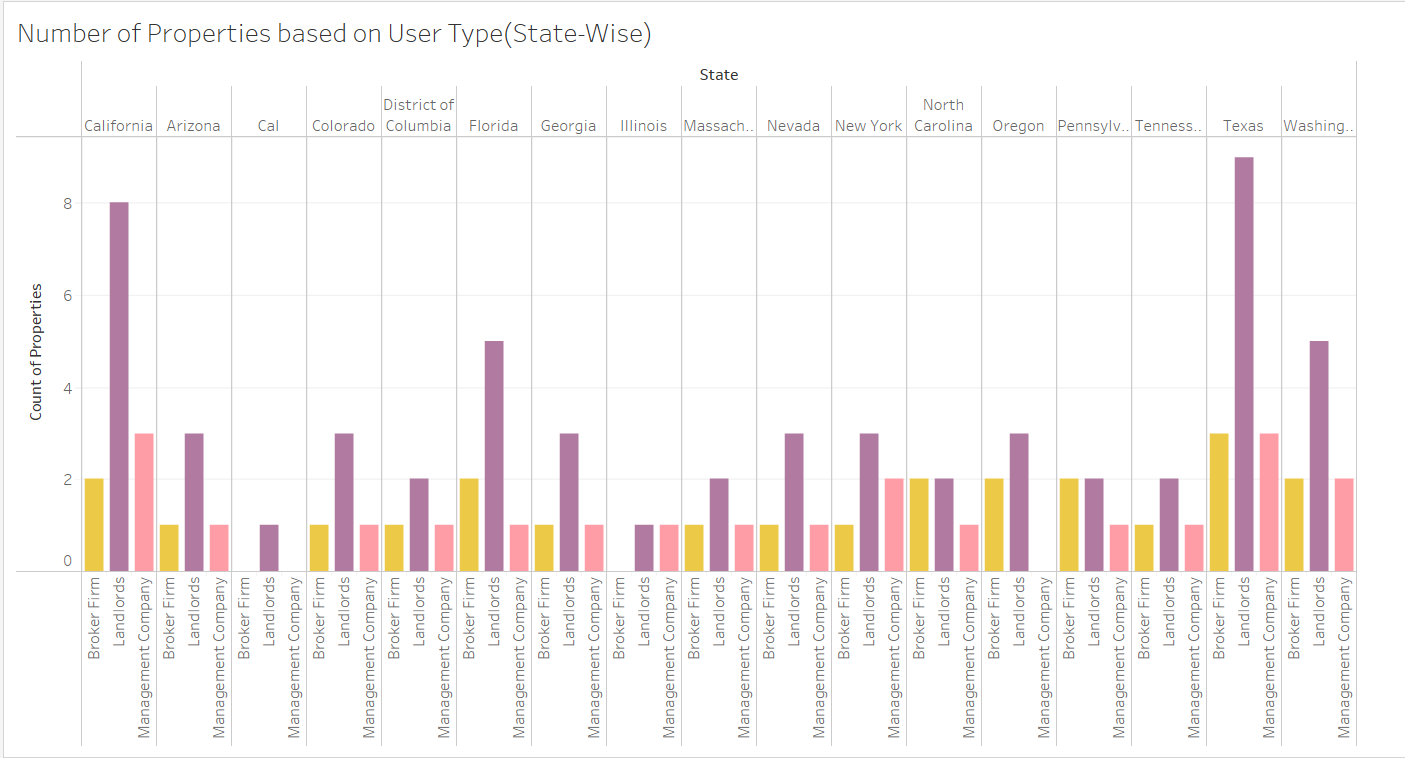 Number of Properties based on User Type(State-Wise)
State
California
Arizona
Cal
Colorado
District of
Columbia
Florida
Georgia
Illinois
Massach..
Nevada
New York
North
Carolina
Oregon
Pennsylv..
Tenness..
Texas
Washing..
Count of Properties
8
6
4
2
0
Broker Firm
Landlords
Management Company
Broker Firm
Landlords
Management Company
Broker Firm
Landlords
Management Company
Broker Firm
Landlords
Management Company
Broker Firm
Landlords
Management Company
Broker Firm
Landlords
Management Company
Broker Firm
Landlords
Management Company
Broker Firm
Landlords
Management Company
Broker Firm
Landlords
Management Company
Broker Firm
Landlords
Management Company
Broker Firm
Landlords
Management Company
Broker Firm
Landlords
Management Company
Broker Firm
Landlords
Management Company
Broker Firm
Landlords
Management Company
Broker Firm
Landlords
Management Company
Broker Firm
Landlords
Management Company
Broker Firm
Landlords
Management Company